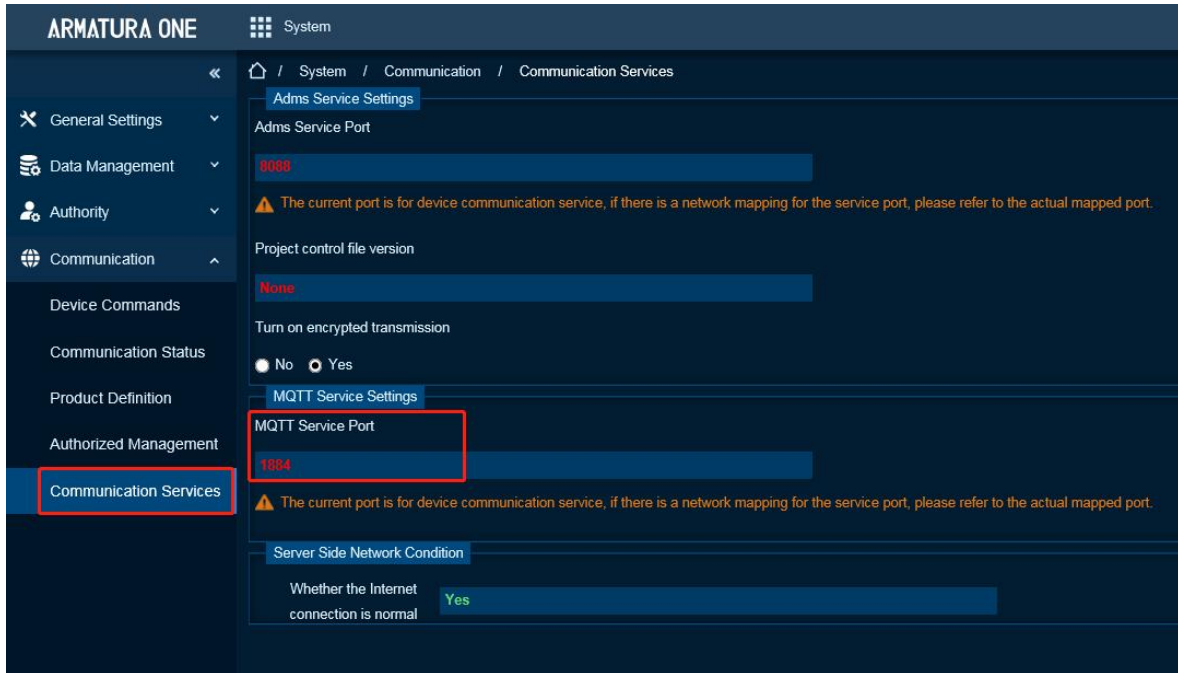 ARMATURA ONE
System
«
/ System / Communication / Communication Services
General Settings
Data Management
Authority
Communication
Device Commands
Communication Status
Product Definition
Authorized Management
Communication Services
Adms Service Settings
Adms Service Port
8088
The current port is for device communication service, if there is a network mapping for the service port, please refer to the actual mapped port.
Project control file version
None
Turn on encrypted transmission
No Yes
MQTT Service Settings
MQTT Service Port
1884
The current port is for device communication service, if there is a network mapping for the service port, please refer to the actual mapped port.
Server Side Network Condition
Whether the Internet
connection is normal
Yes